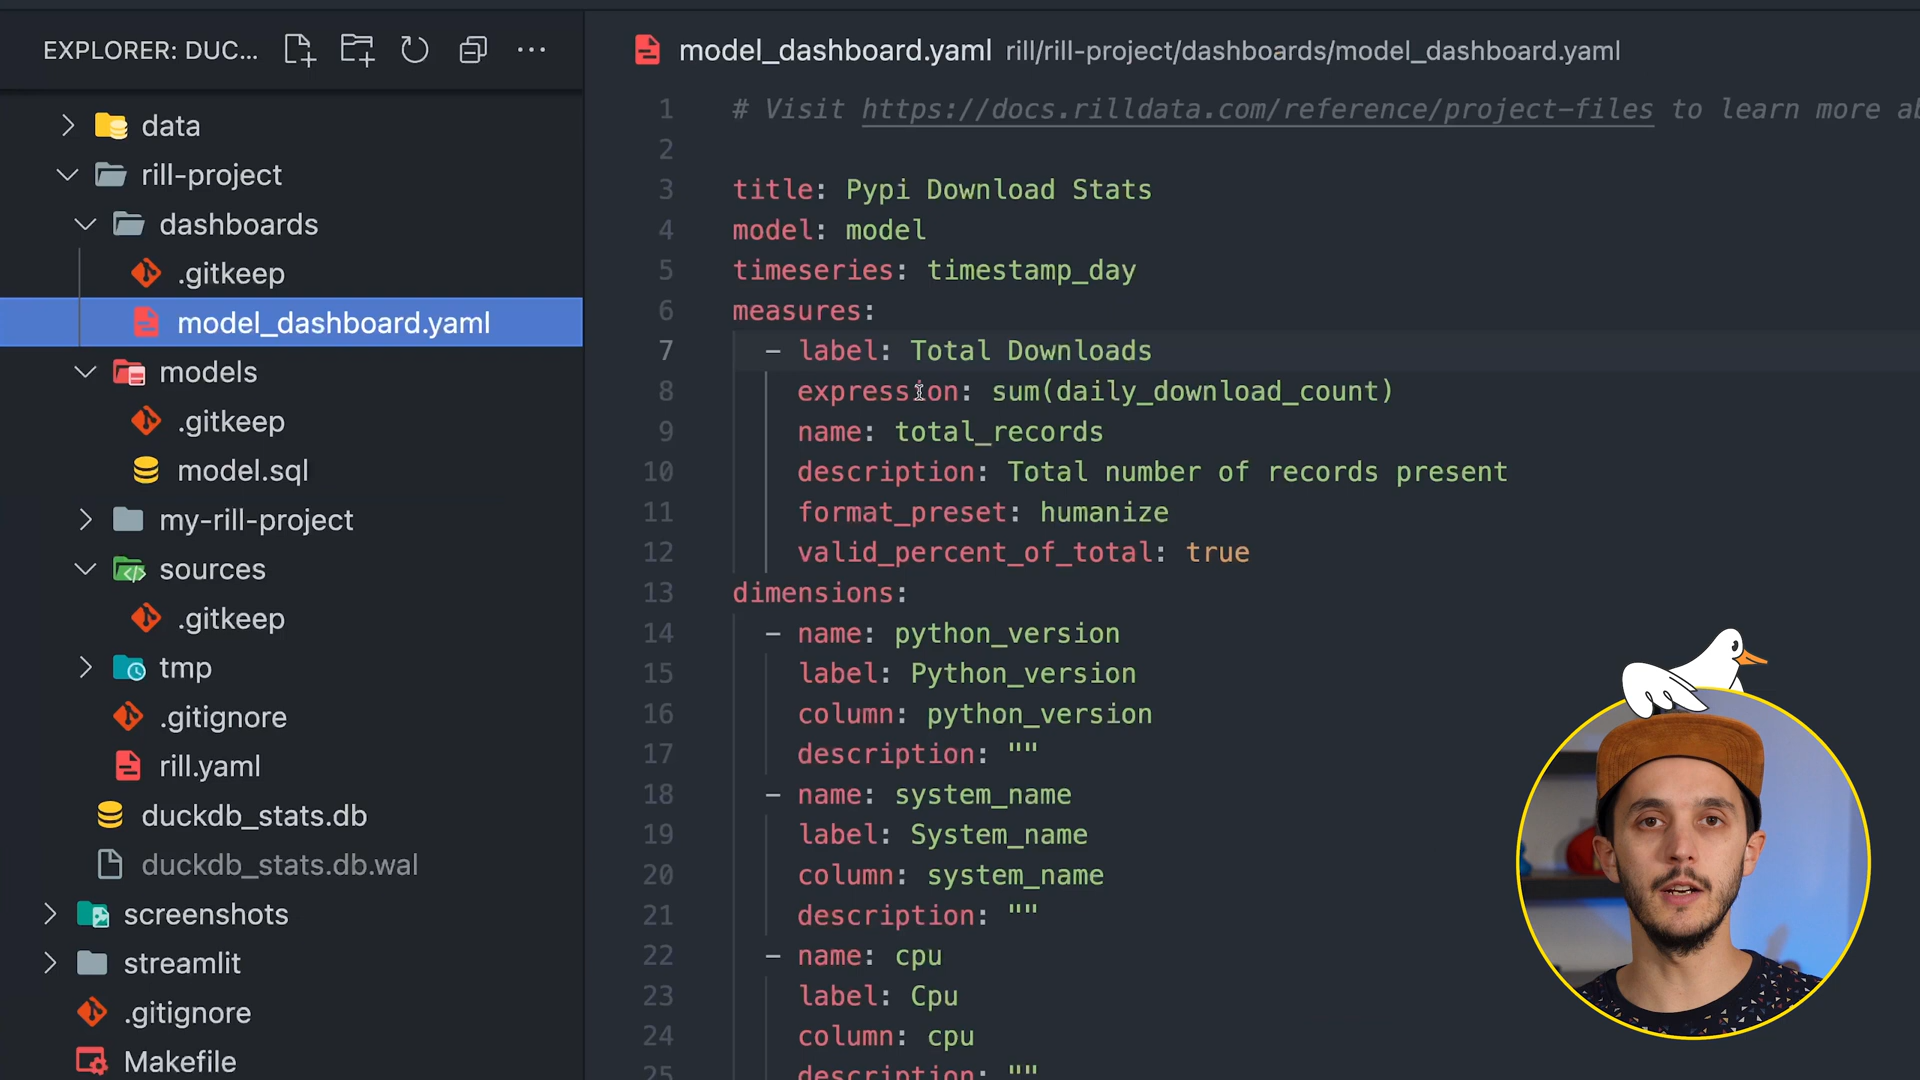 EXPLORER: DUC...
data
rill-project
dashboards
.gitkeep
model_dashboard.yaml
models
.gitkeep
model.sql
my-rill-project
sources
.gitkeep
tmp
.gitignore
rill.yaml
duckdb_stats.db
duckdb_stats.db.wal
screenshots
streamlit
.gitignore
Makefile
model_dashboard.yaml rill/rill-project/dashboards/model_dashboard.yaml
1 # Visit https://docs.rilldata.com/reference/project-files to learn more
2
3 title: Pypi Download Stats
4 model: model
5 timeseries: timestamp_day
6 measures:
7 - label: Total Downloads
8 expression: sum(daily_download_count)
9 name: total_records
10 description: Total number of records present
11 format_preset: humanize
12 valid_percent_of_total: true
13 dimensions:
14 - name: python_version
15 label: Python_version
16 column: python_version
17 description: ""
18 - name: system_name
19 label: System_name
20 column: system_name
21 description: ""
22 - name: cpu
23 label: Cpu
24 column: cpu
25 description: ""